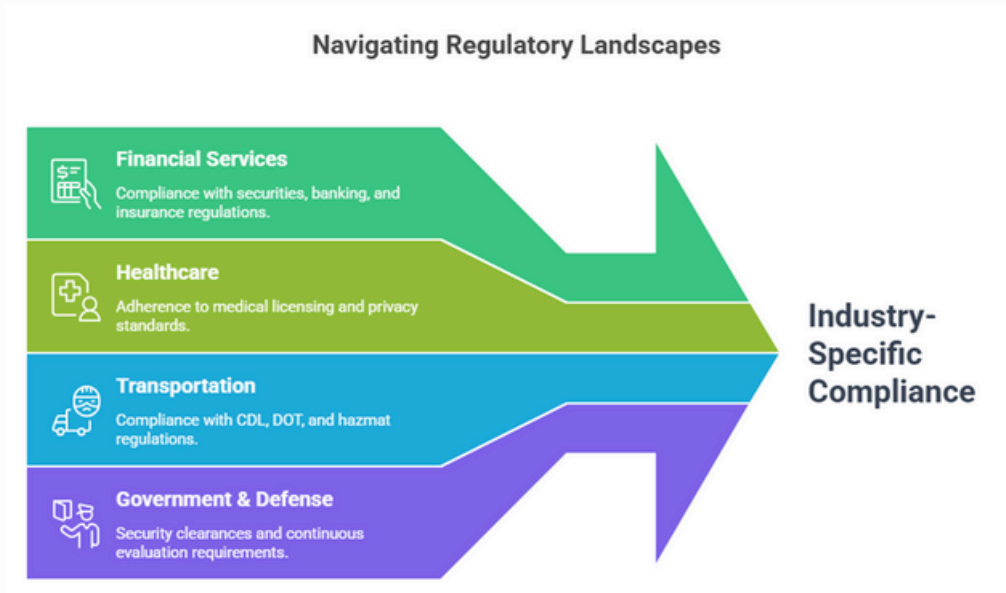 Navigating Regulatory Landscapes
Financial Services
Compliance with securities, banking, and
insurance regulations.
Healthcare
Adherence to medical licensing and privacy
standards.
Transportation
Compliance with CDL, DOT, and hazmat
regulations.
Government & Defense
Security clearances and continuous
evaluation requirements.
Industry-
Specific
Compliance